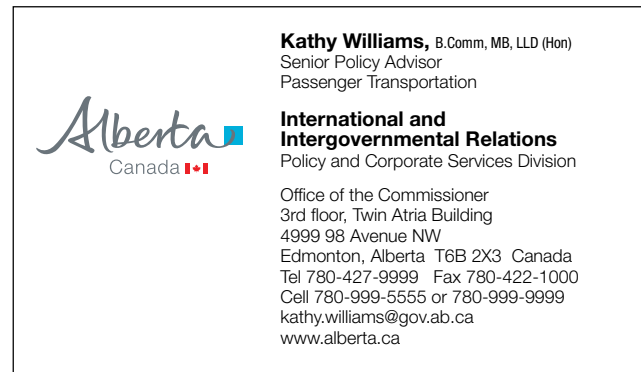 Alberta
Canada
Kathy Williams, B.Comm, MB, LLD (Hon)
Senior Policy Advisor
Passenger Transportation
International and
Intergovernmental Relations
Policy and Corporate Services Division
Office of the Commissioner
3rd floor, Twin Atria Building
4999 98 Avenue NW
Edmonton, Alberta  T6B 2X3  Canada
Tel 780-427-9999   Fax 780-422-1000
Cell 780-999-5555 or 780-999-9999
kathy.williams@gov.ab.ca
www.alberta.ca